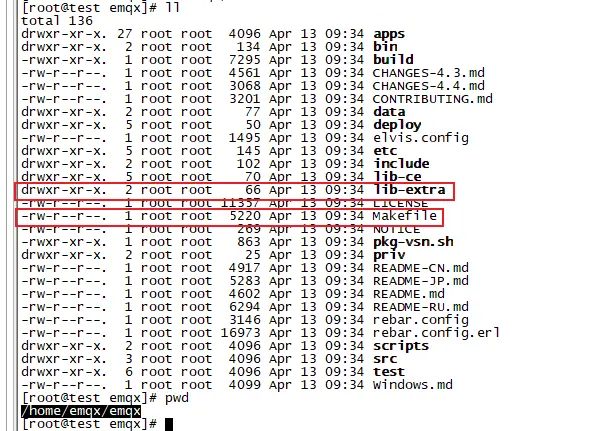 [root@test emqx]# ll
total 136
drwxr-xr-x. 27 root root 4096 Apr 13 09:34 apps
drwxr-xr-x. 2 root root 134 Apr 13 09:34 bin
-rw-r--r--. 1 root root 7295 Apr 13 09:34 build
-rw-r--r--. 1 root root 4561 Apr 13 09:34 CHANGES-4.3.md
-rw-r--r--. 1 root root 3068 Apr 13 09:34 CHANGES-4.4.md
-rw-r--r--. 1 root root 3201 Apr 13 09:34 CONTRIBUTING.md
drwxr-xr-x. 2 root root 77 Apr 13 09:34 data
drwxr-xr-x. 5 root root 50 Apr 13 09:34 deploy
-rw-r--r--. 1 root root 1495 Apr 13 09:34 elvis.config
drwxr-xr-x. 5 root root 145 Apr 13 09:34 etc
drwxr-xr-x. 2 root root 102 Apr 13 09:34 include
drwxr-xr-x. 5 root root 70 Apr 13 09:34 lib-ce
drwxr-xr-x. 2 root root 66 Apr 13 09:34 lib-extra
-rw-r--r--. 1 root root 11357 Apr 13 09:34 LICENSE
-rw-r--r--. 1 root root 5220 Apr 13 09:34 Makefile
-rw-r--r--. 1 root root 269 Apr 13 09:34 NOTICE
-rwxr-xr-x. 1 root root 863 Apr 13 09:34 pkg-vsn.sh
drwxr-xr-x. 2 root root 25 Apr 13 09:34 priv
-rw-r--r--. 1 root root 4917 Apr 13 09:34 README-CN.md
-rw-r--r--. 1 root root 5283 Apr 13 09:34 README-JP.md
-rw-r--r--. 1 root root 4602 Apr 13 09:34 README.md
-rw-r--r--. 1 root root 6294 Apr 13 09:34 README-RU.md
-rw-r--r--. 1 root root 3146 Apr 13 09:34 rebar.config
-rw-r--r--. 1 root root 16973 Apr 13 09:34 rebar.config.erl
drwxr-xr-x. 2 root root 4096 Apr 13 09:34 scripts
drwxr-xr-x. 3 root root 4096 Apr 13 09:34 src
drwxr-xr-x. 6 root root 4096 Apr 13 09:34 test
-rw-r--r--. 1 root root 4099 Apr 13 09:34 Windows.md
[root@test emqx]# pwd
/home/emqx/emqx
[root@test emqx]#